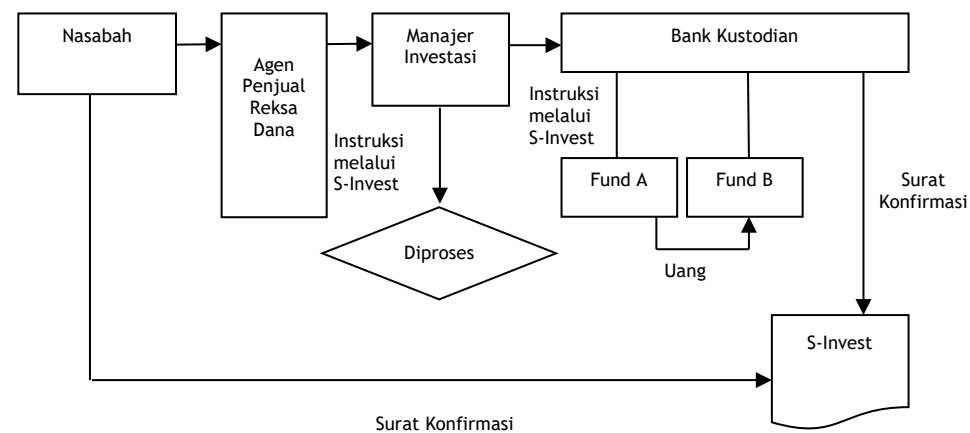 Nasabah
Agen
Penjual
Reksa
Dana
Manajer
Investasi
Bank Kustodian
Instruksi
melalui
S-Invest
Instruksi
melalui
S-Invest
Fund A
Fund B
Surat
Konfirmasi
Diproses
Uang
S-Invest
Surat Konfirmasi